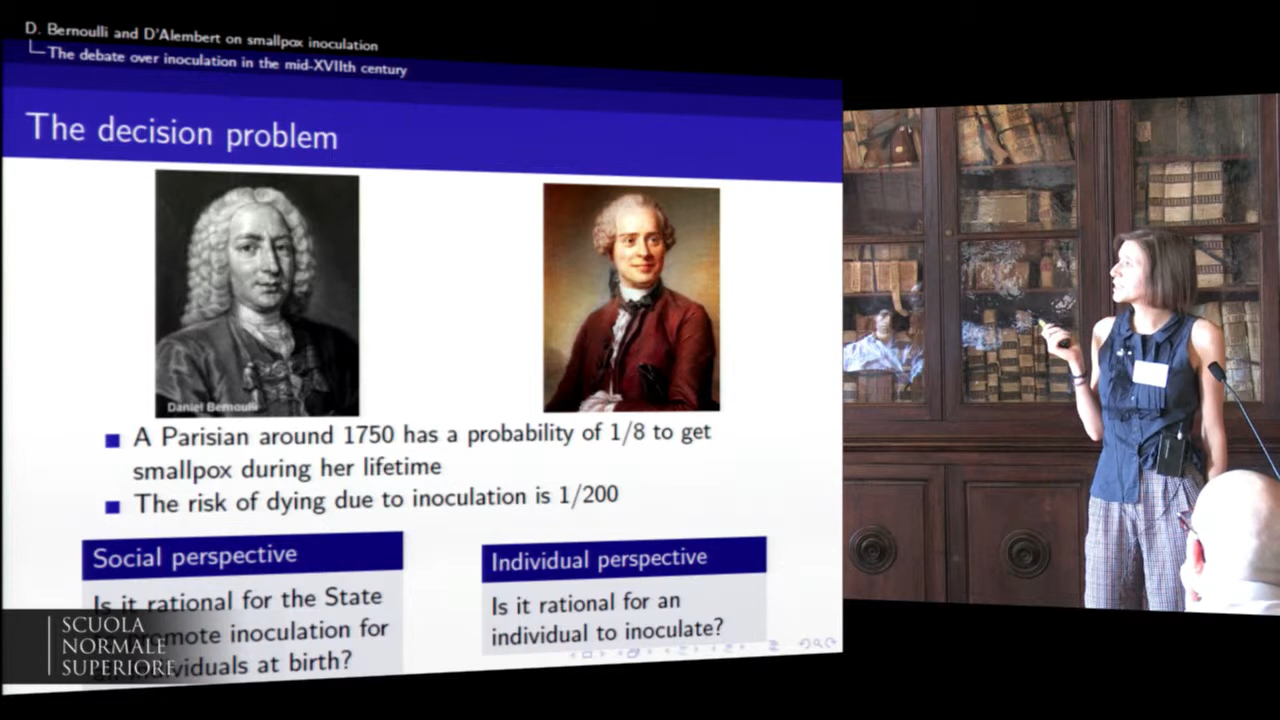 D. Bernoulli and D'Alembert on smallpox inoculation
The debate over inoculation in the mid-XVIIth century
The decision problem
Daniel Bernoulli
A Parisian around 1750 has a probability of 1/8 to get
smallpox during her lifetime
The risk of dying due to inoculation is 1/200
Social perspective
Is it rational for the State
promote inoculation for
individuals at birth?
Individual perspective
Is it rational for an
individual to inoculate?
SCUOLA
NORMALE
SUPERIORE